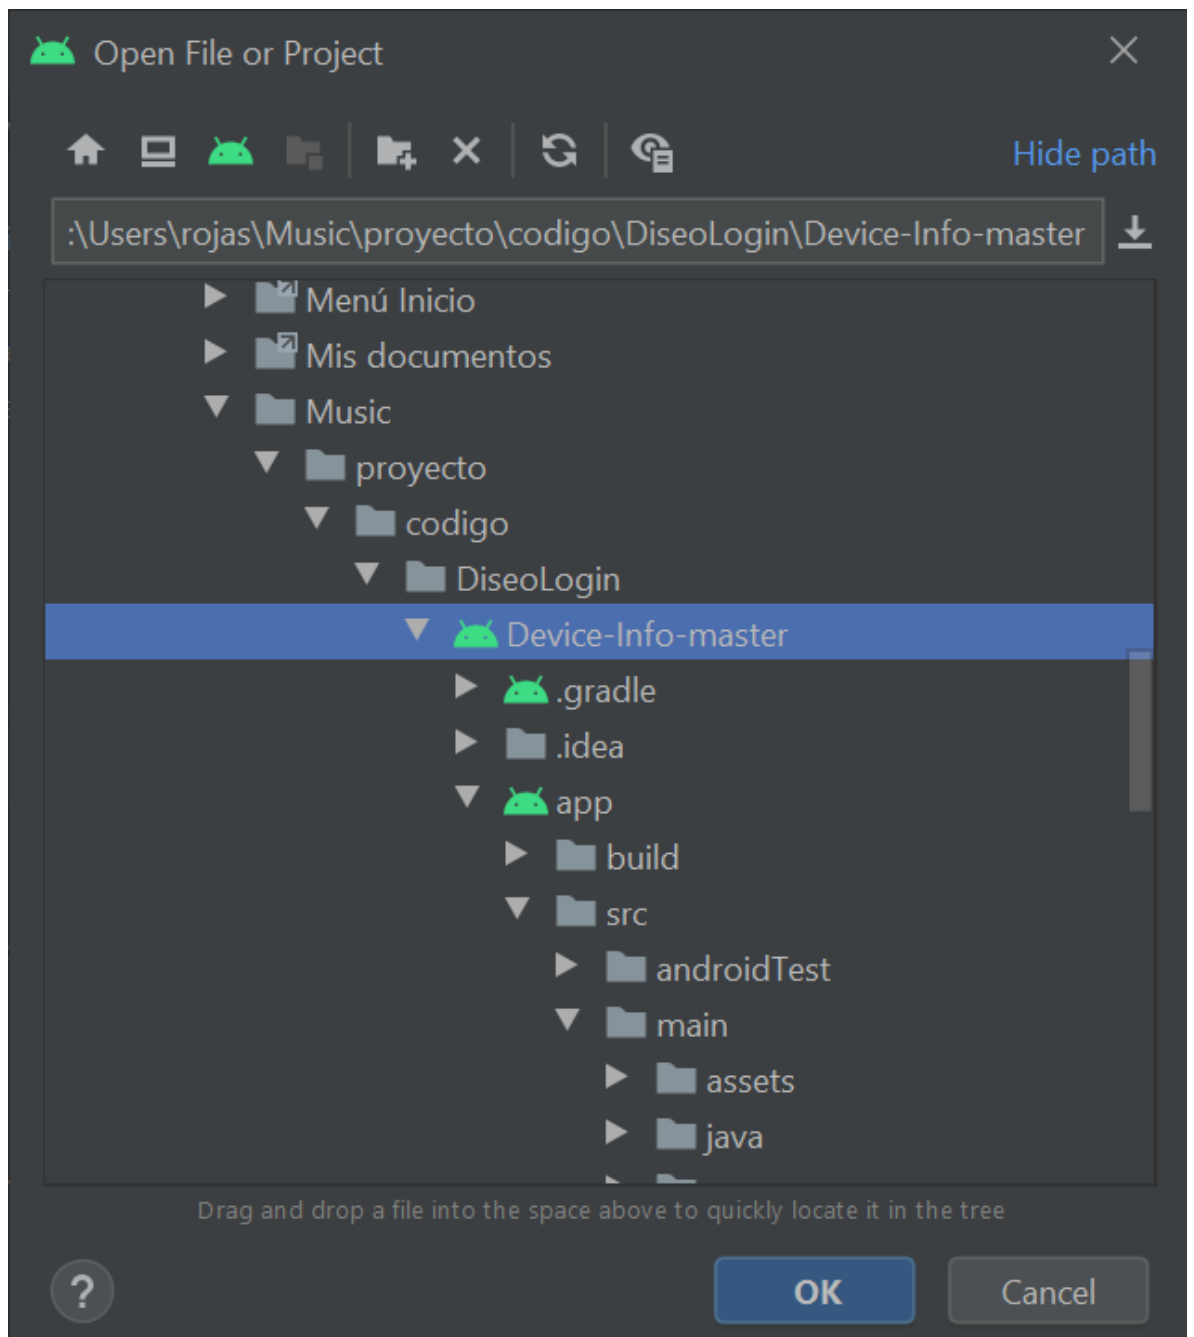 Open File or Project
Hide path
:\Users\rojas\Music\proyecto\codigo\DiseoLogin\Device-Info-master
Menú Inicio
Mis documentos
Music
proyecto
codigo
DiseoLogin
Device-Info-master
.gradle
.idea
app
build
src
androidTest
main
assets
java
Drag and drop a file into the space above to quickly locate it in the tree
?
OK
Cancel